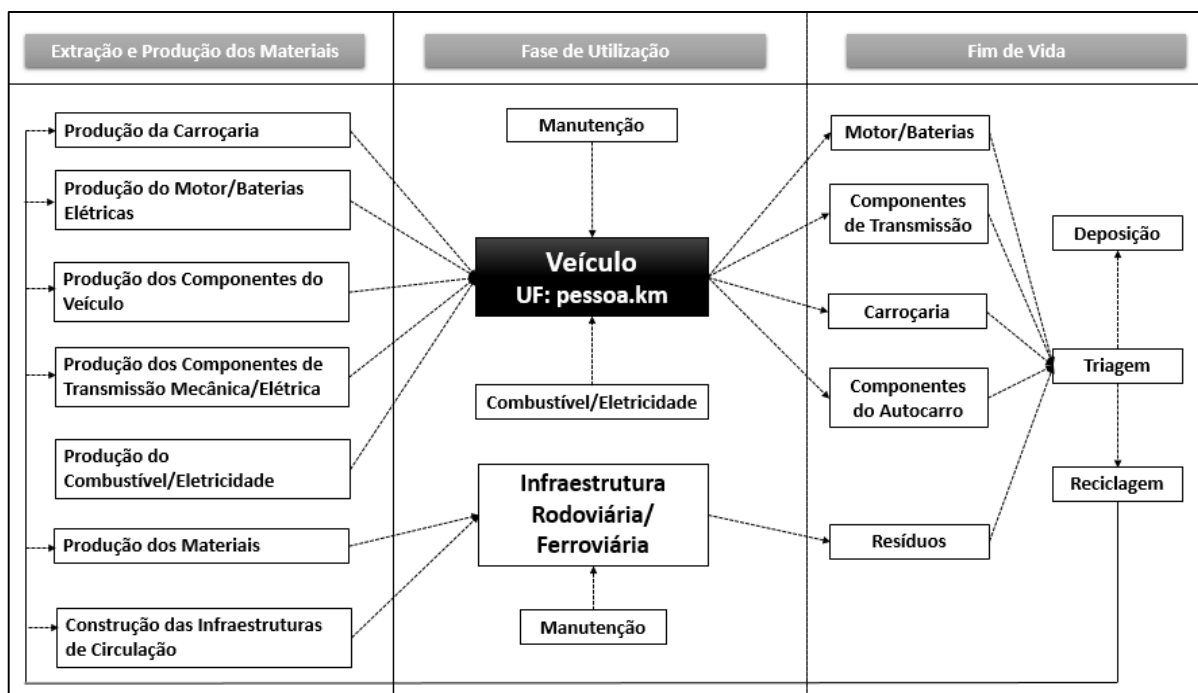 Extração e Produção dos Materiais
Fase de Utilização
Fim de Vida
Produção da Carroçaria
Produção do Motor/Baterias
Elétricas
Produção dos Componentes do
Veículo
Produção dos Componentes de
Transmissão Mecânica/Elétrica
Produção do
Combustível/Eletricidade
Produção dos Materiais
Construção das Infraestruturas
de Circulação
Manutenção
Veículo
UF: pessoa.km
Combustível/Eletricidade
Infraestrutura
Rodoviária/
Ferroviária
Manutenção
Motor/Baterias
Componentes
de Transmissão
Carroçaria
Componentes
do Autocarro
Resíduos
Deposição
Triagem
Reciclagem